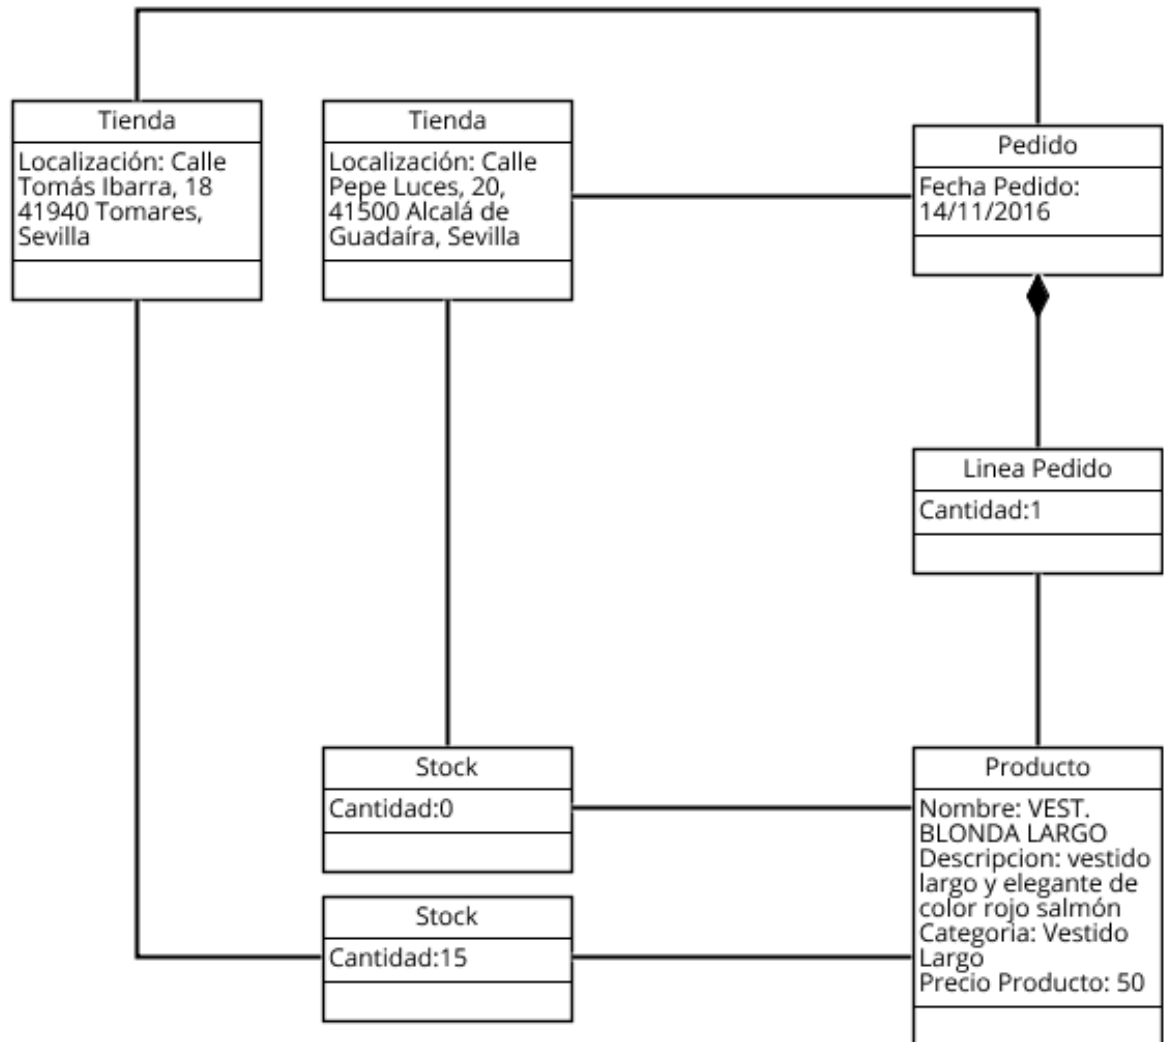 Tienda
Localización: Calle
Tomás Ibarra, 18
41940 Tomares,
Sevilla
Tienda
Localización: Calle
Pepe Luces, 20,
41500 Alcalá de
Guadaíra, Sevilla
Pedido
Fecha Pedido:
14/11/2016
Linea Pedido
Cantidad:1
Stock
Cantidad:0
Stock
Cantidad:15
Producto
Nombre: VEST.
BLONDA LARGO
Descripcion: vestido
largo y elegante de
color rojo salmón
Categoria: Vestido
Largo
Precio Producto: 50